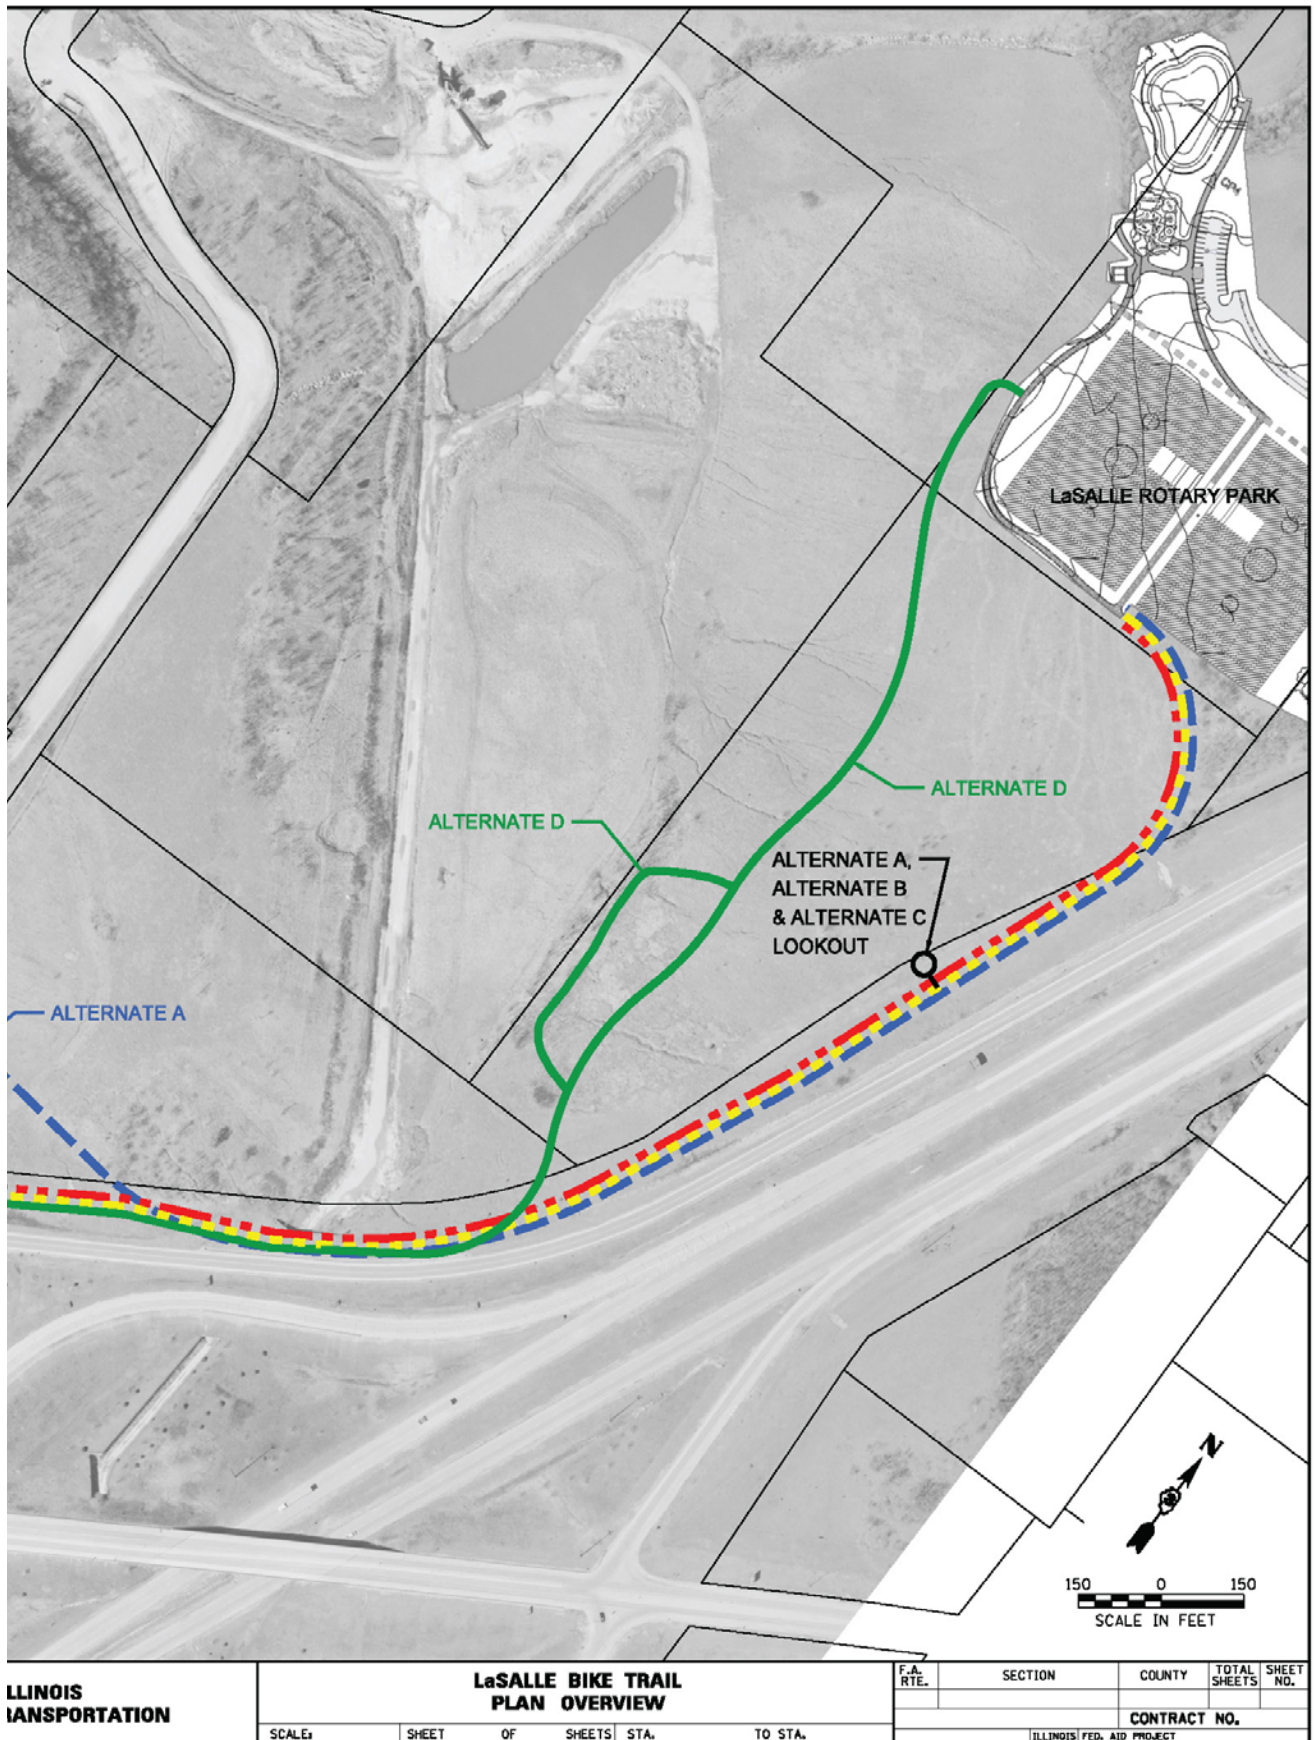 LaSALLE ROTARY PARK
ALTERNATE D
ALTERNATE D
ALTERNATE A,
ALTERNATE B
& ALTERNATE C
LOOKOUT
ALTERNATE A
N
150 0 150
SCALE IN FEET
LLINOIS
RANSPORTATION
LaSALLE BIKE TRAIL
PLAN OVERVIEW
SCALE: SHEET OF SHEETS STA. TO STA.
F.A. RTE. SECTION COUNTY TOTAL SHEETS SHEET NO.
CONTRACT NO.
ILLINOIS FED. AID PROJECT